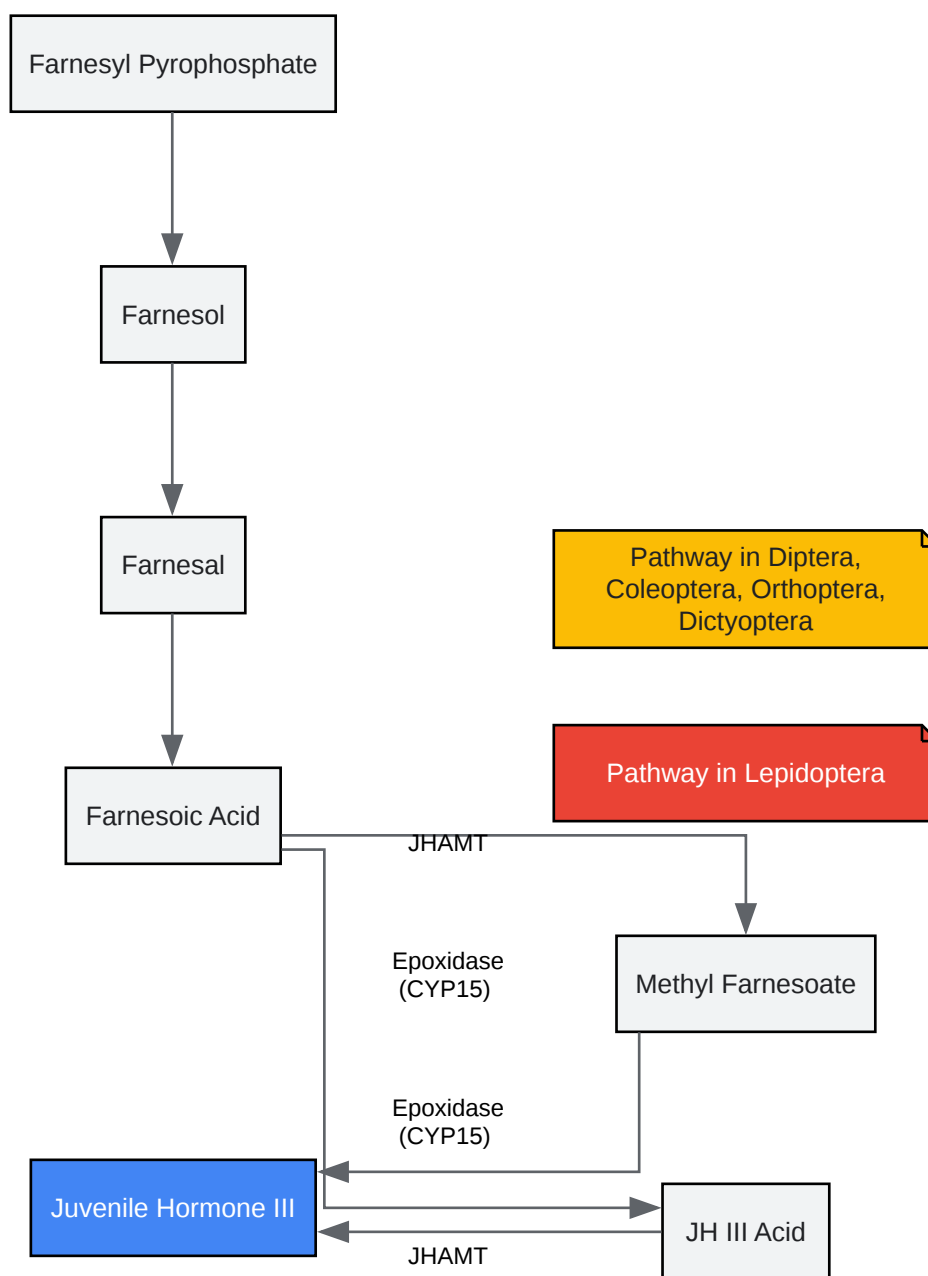 Farnesyl Pyrophosphate
Farnesol
Farnesal
Pathway in Diptera,
Coleoptera, Orthoptera,
Dictyoptera
Pathway in Lepidoptera
Farnesoic Acid
JHAMT
Epoxidase
(CYP15)
Methyl Farnesoate
Epoxidase
(CYP15)
Juvenile Hormone III
JH III Acid
JHAMT